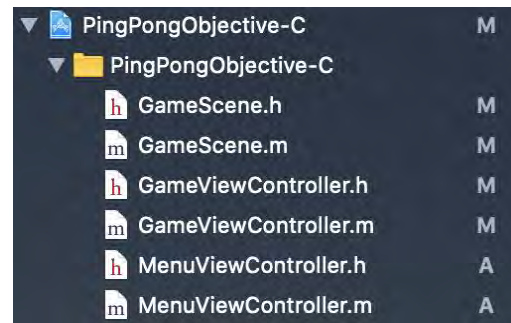 PingPongObjective-C M
PingPongObjective-C
h GameScene.h M
m GameScene.m M
h GameViewController.h M
m GameViewController.m M
h MenuViewController.h A
m MenuViewController.m A